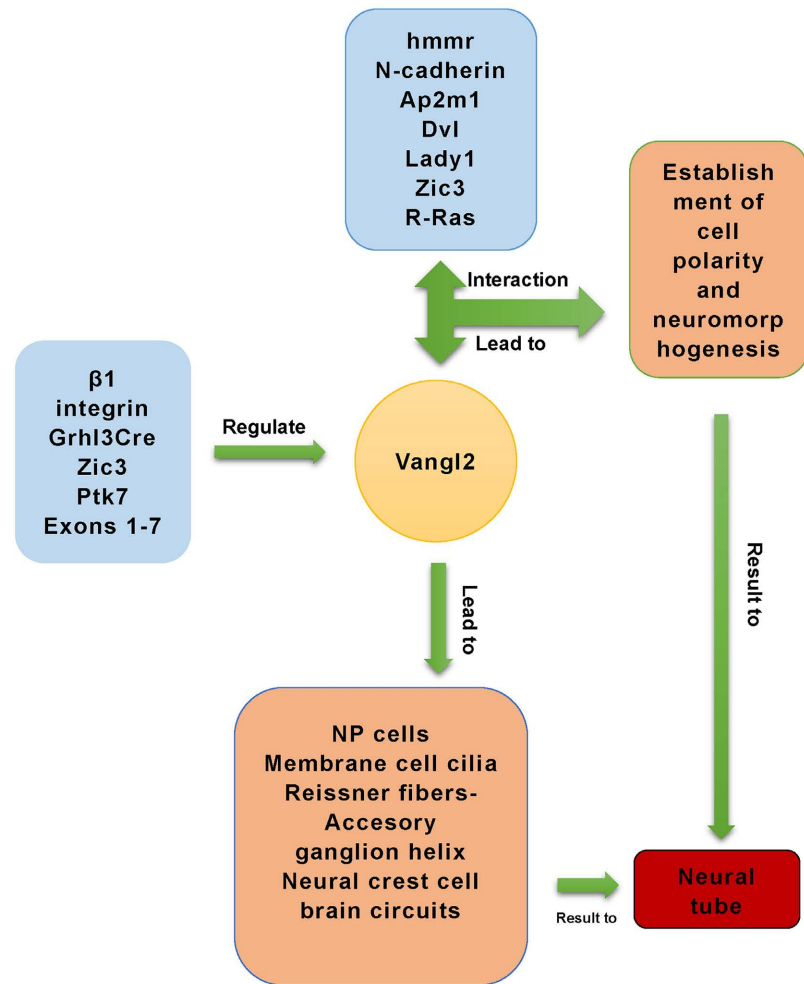 hmmr
N-cadherin
Ap2m1
Dvl
Lady1
Zic3
R-Ras
Establish
ment of
cell
polarity
and
neuromorp
hogenesis
Interaction
Lead to
β1
integrin
Grhl3Cre
Zic3
Ptk7
Exons 1-7
Regulate
Vangl2
Lead to
Result to
NP cells
Membrane cell cilia
Reissner fibers-
Accesory
ganglion helix
Neural crest cell
brain circuits
Result to
Neural
tube